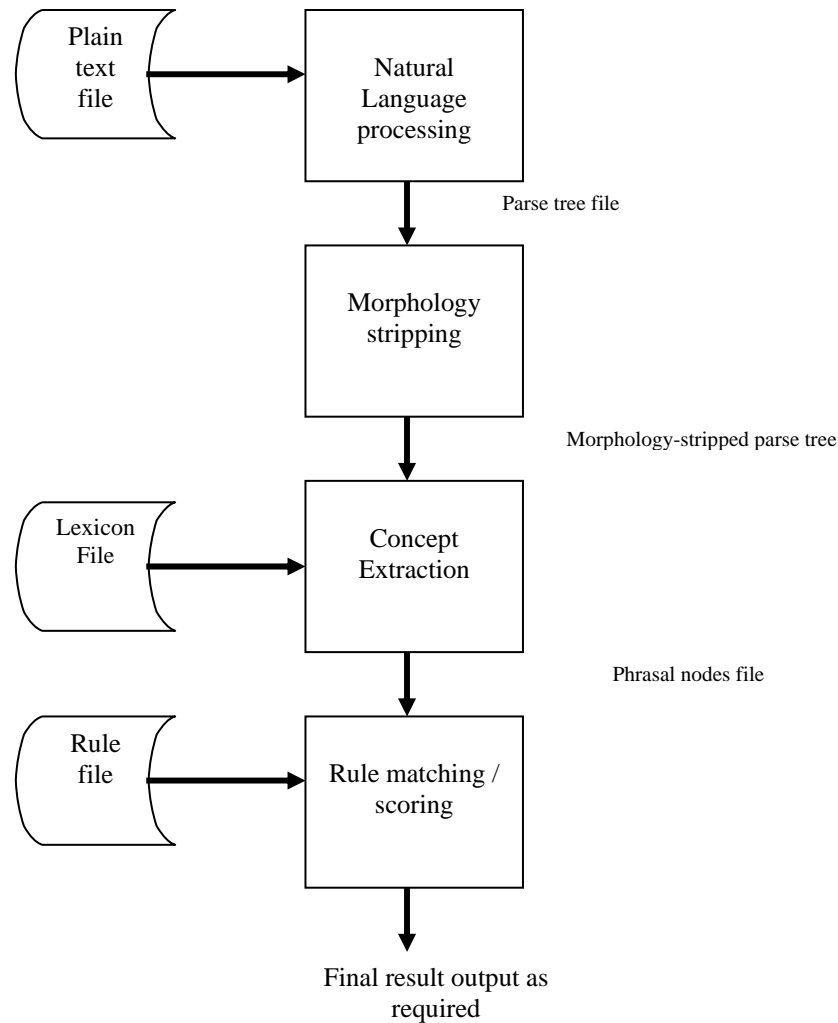 Plain
text
file
Natural
Language
processing
Parse tree file
Morphology
stripping
Morphology-stripped parse tree
Lexicon
File
Concept
Extraction
Phrasal nodes file
Rule
file
Rule matching /
scoring
Final result output as
required